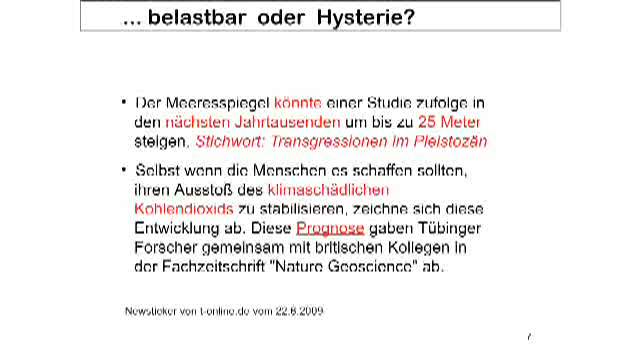 ... belastbar oder Hysterie?
• Der Meeresspiegel könnte einer Studie zufolge in
den nächsten Jahrtausenden um bis zu 25 Meter
steigen. Stichwort: Transgressionen im Pleistozän
• Selbst wenn die Menschen es schaffen sollten,
ihren Ausstoß des klimaschädlichen
Kohlendioxids zu stabilisieren, zeichne sich diese
Entwicklung ab. Diese Prognose gaben Tübinger
Forscher gemeinsam mit britischen Kollegen in
der Fachzeitschrift "Nature Geoscience" ab.
Newsticker von t-online.de vom 22.6.2009
7